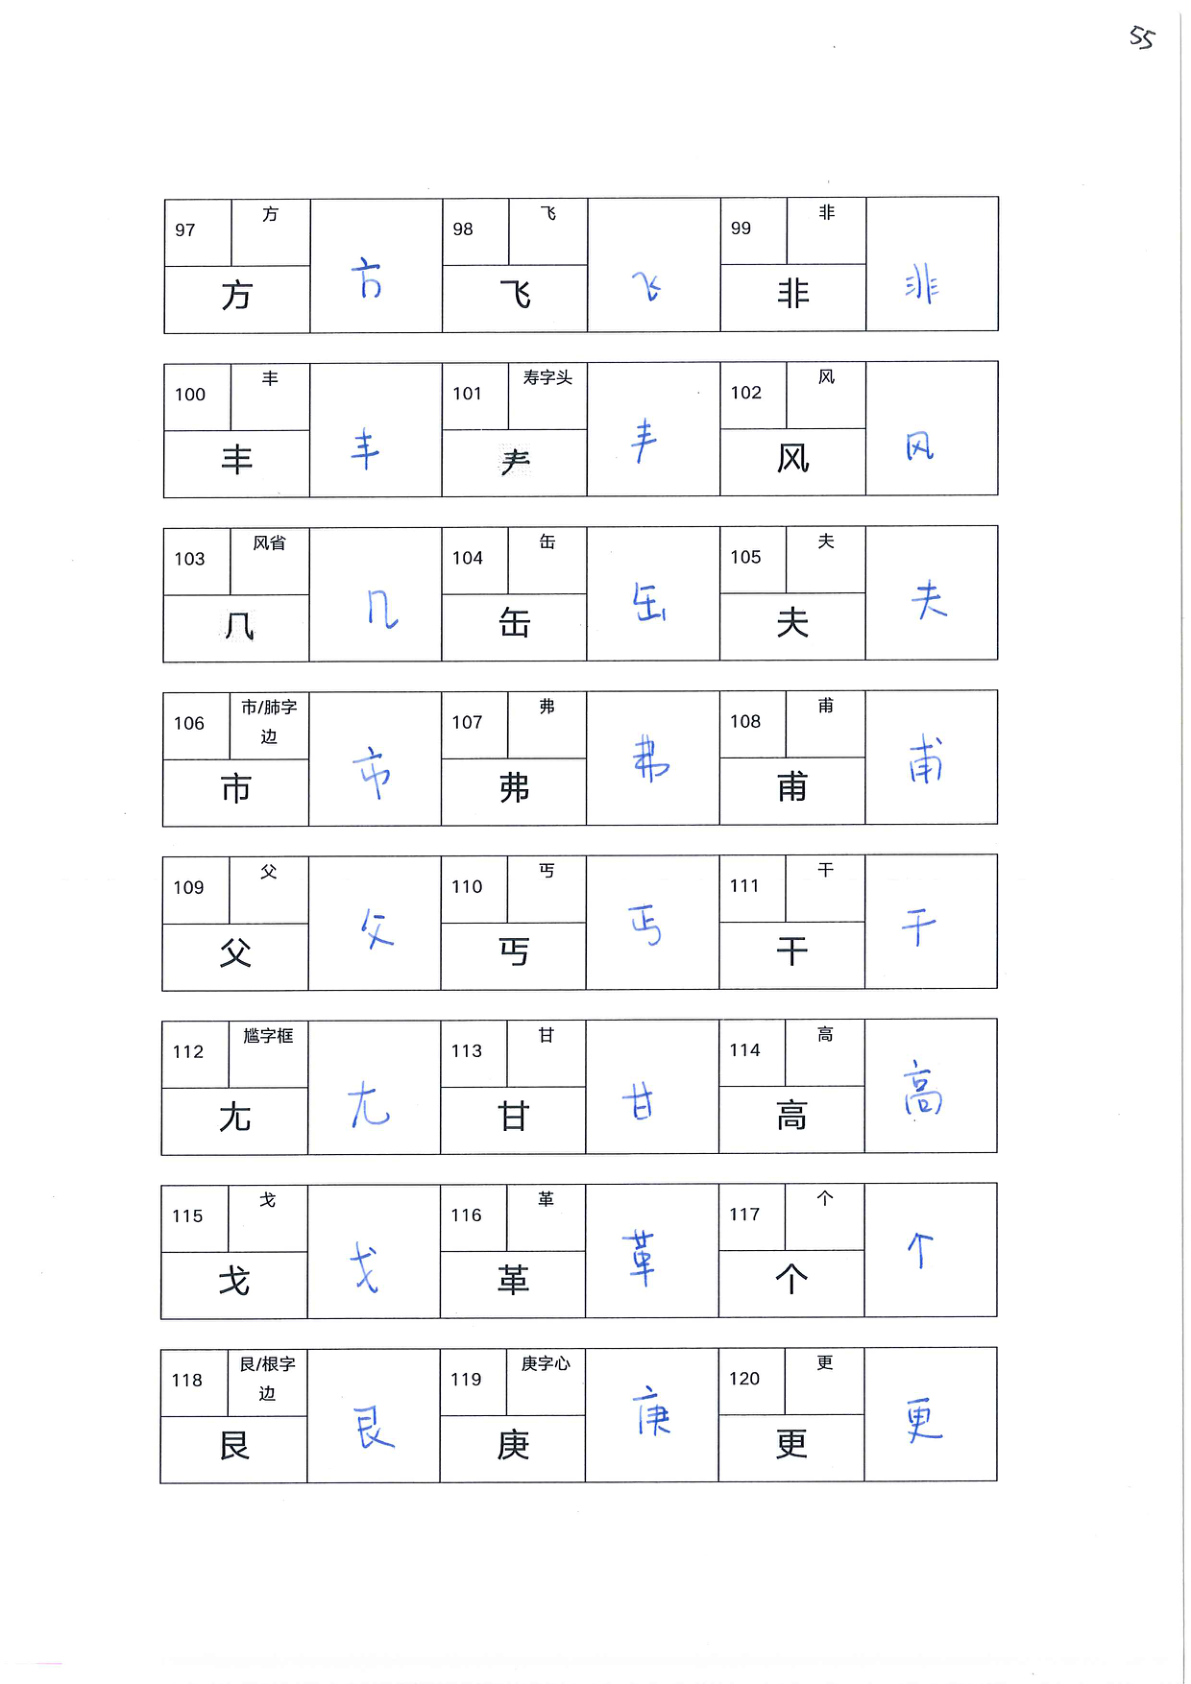 55
97 方 98 飞 99 非
方 方 飞 飞 非 非
100 丰 101 寿字头 102 风
丰 丰 龵 龵 风 风
103 风省 104 缶 105 夫
几 几 缶 缶 夫 夫
106 市/肺字边 107 弗 108 甫
市 市 弗 弗 甫 甫
109 父 110 丐 111 干
父 父 丐 丐 干 干
112 尴字框 113 甘 114 高
尢 尢 甘 甘 高 高
115 戈 116 革 117 个
戈 戈 革 革 个 个
118 艮/根字边 119 庚字心 120 更
艮 艮 庚 庚 更 更